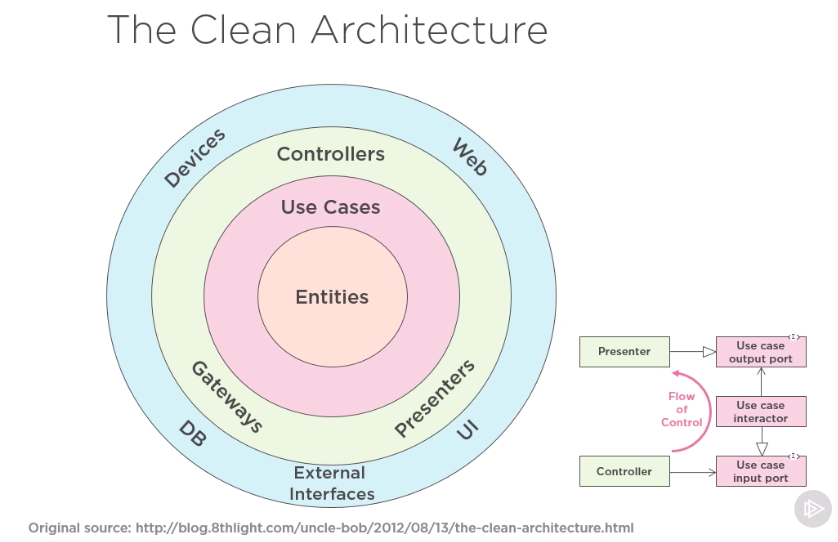 The Clean Architecture
Devices
Web
Controllers
Use Cases
Entities
Gateways
Presenters
DB
UI
External
Interfaces
Presenter
Use case
output port
I
Flow
of
Control
Use case
interactor
Controller
Use case
input port
I
Original source: http://blog.8thlight.com/uncle-bob/2012/08/13/the-clean-architecture.html